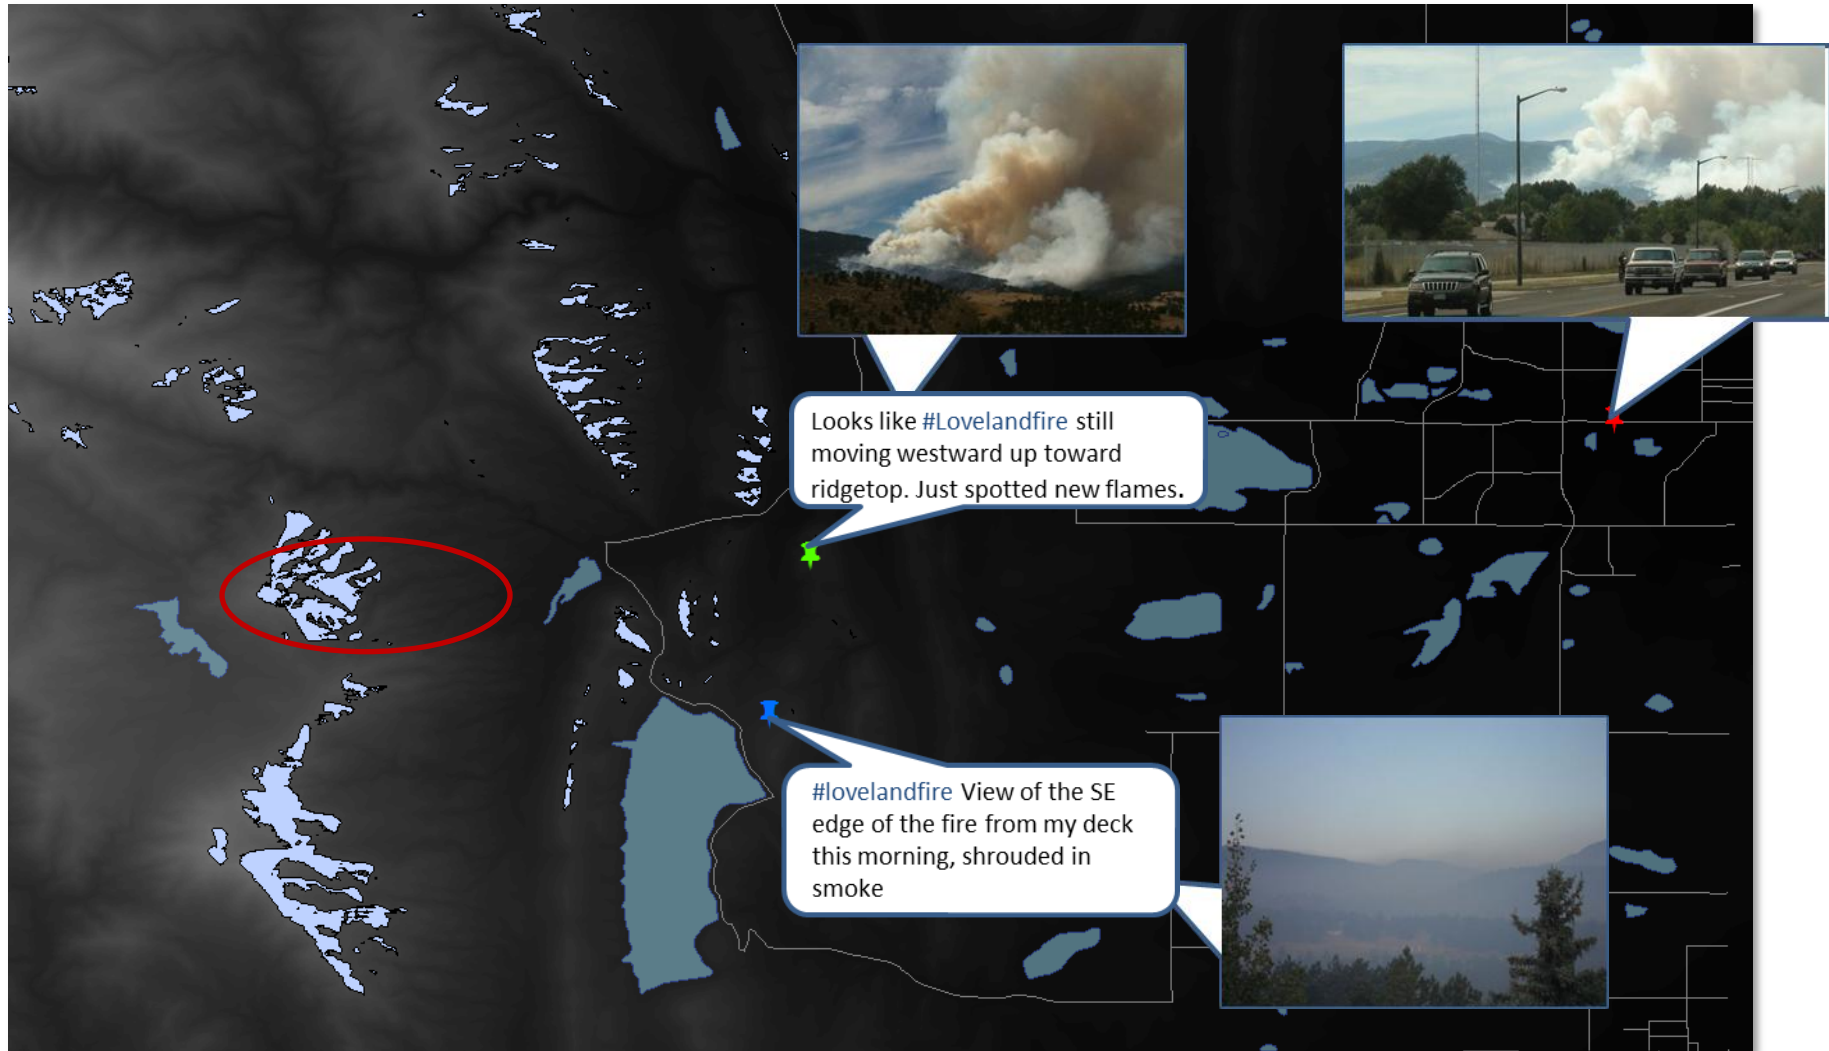 Looks like #Lovelandfire still
moving westward up toward
ridgetop. Just spotted new flames.
#lovelandfire View of the SE
edge of the fire from my deck
this morning, shrouded in
smoke